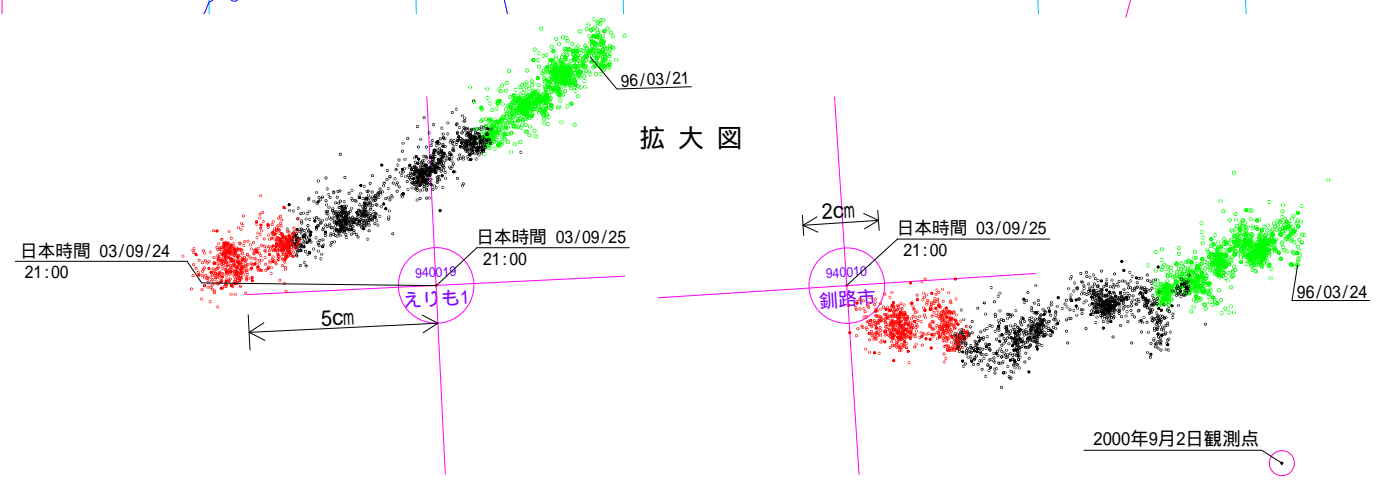 96/03/21
拡大図
日本時間 03/09/24
21:00
日本時間 03/09/25
21:00
940019
えりも1
5cm
2cm
日本時間 03/09/25
21:00
940010
釧路市
96/03/24
2000年9月2日観測点